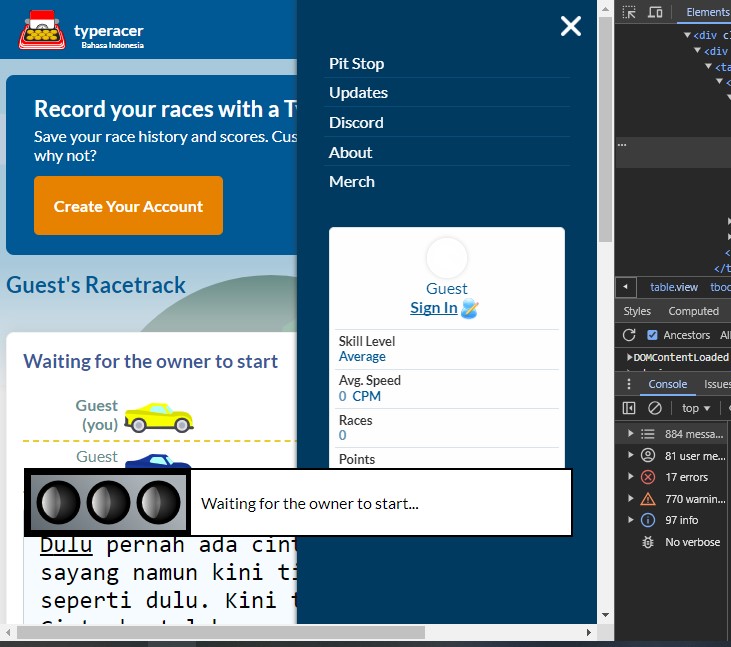 typeracer
Bahasa Indonesia
Record your races with a T
Save your race history and scores. Cus
why not?
Create Your Account
Guest's Racetrack
Waiting for the owner to start
Guest
(you)
Guest
Waiting for the owner to start...
Dulu pernah ada cint
sayang namun kini ti
seperti dulu. Kini t
Pit Stop
Updates
Discord
About
Merch
Guest
Sign In
Skill Level
Average
Avg. Speed
0 CPM
Races
0
Points
Elements
<div cl
<div
<ta
<
...
<
</t
table.view tboo
Styles Computed
Ancestors All
DOMContentLoaded
Console Issues
top
884 messa...
81 user me...
17 errors
770 warnin...
97 info
No verbose